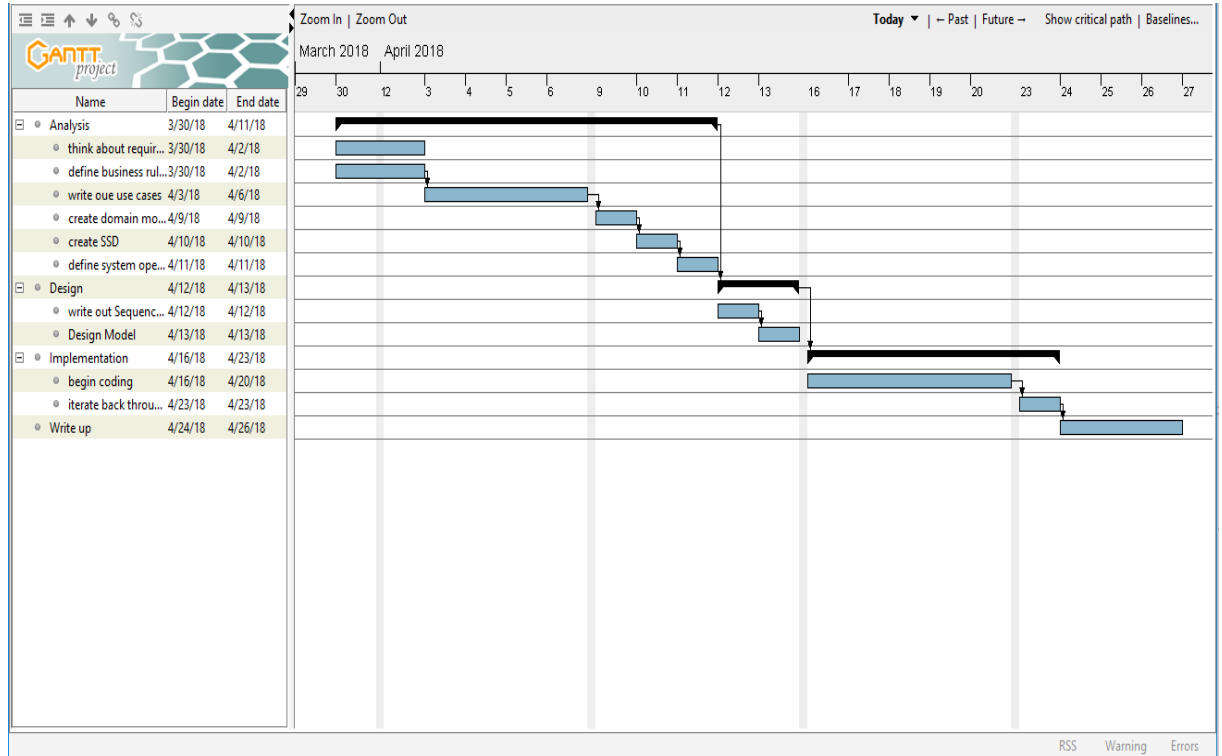 Zoom In | Zoom Out
Today ▼ | ←Past | Future→ Show critical path | Baselines...
GANTT
project
March 2018 April 2018
29 30 12 3 4 5 6 9 10 11 12 13 16 17 18 19 20 23 24 25 26 27
Name Begin date End date
Analysis 3/30/18 4/11/18
think about requir... 3/30/18 4/2/18
define business rul... 3/30/18 4/2/18
write oue use cases 4/3/18 4/6/18
create domain mo... 4/9/18 4/9/18
create SSD 4/10/18 4/10/18
define system ope... 4/11/18 4/11/18
Design 4/12/18 4/13/18
write out Sequenc... 4/12/18 4/12/18
Design Model 4/13/18 4/13/18
Implementation 4/16/18 4/23/18
begin coding 4/16/18 4/20/18
iterate back throu... 4/23/18 4/23/18
Write up 4/24/18 4/26/18
RSS Warning Errors